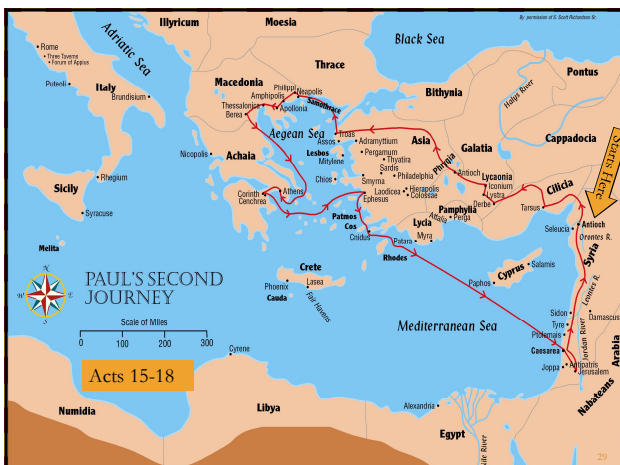 By permission of S. Scott Richardson Sr.
Illyricum
Moesia
Black Sea
Adriatic Sea
Rome
Three Taverns
Forum of Appius
Thrace
Pontus
Macedonia
Puteoli
Italy
Brundisium
Philippi
Neapolis
Amphipolis
Bithynia
Halys River
Thessalonica
Apollonia
Samothrace
Berea
Aegean Sea
Troas
Assos
Adramyttium
Asia
Galatia
Cappadocia
Starts Here
Nicopolis
Achaia
Lesbos
Mitylene
Pergamum
Thyatira
Sardis
Phrygia
Antioch
Lycaonia
Iconium
Lystra
Cilicia
Sicily
Rhegium
Chios
Smyrna
Philadelphia
Laodicea
Hierapolis
Colossae
Derbe
Tarsus
Corinth
Cenchrea
Athens
Ephesus
Pamphylia
Attalia
Perga
Syracuse
Patmos
Cos
Lycia
Myra
Patara
Antioch
Seleucia
Orentes R.
Melita
Cnidus
Rhodes
Syria
N
W
E
S
PAUL'S SECOND
JOURNEY
Crete
Phoenix
Lasea
Cauda
Fair Havens
Cyprus
Salamis
Paphos
Leontes R.
Scale of Miles
0 100 200 300
Mediterranean Sea
Sidon
Tyre
Damascus
Ptolemais
Jordan River
Caesarea
Arabia
Cyrene
Joppa
Antipatris
Jerusalem
Acts 15-18
Nabateans
Numidia
Libya
Alexandria
Egypt
Nile River
29